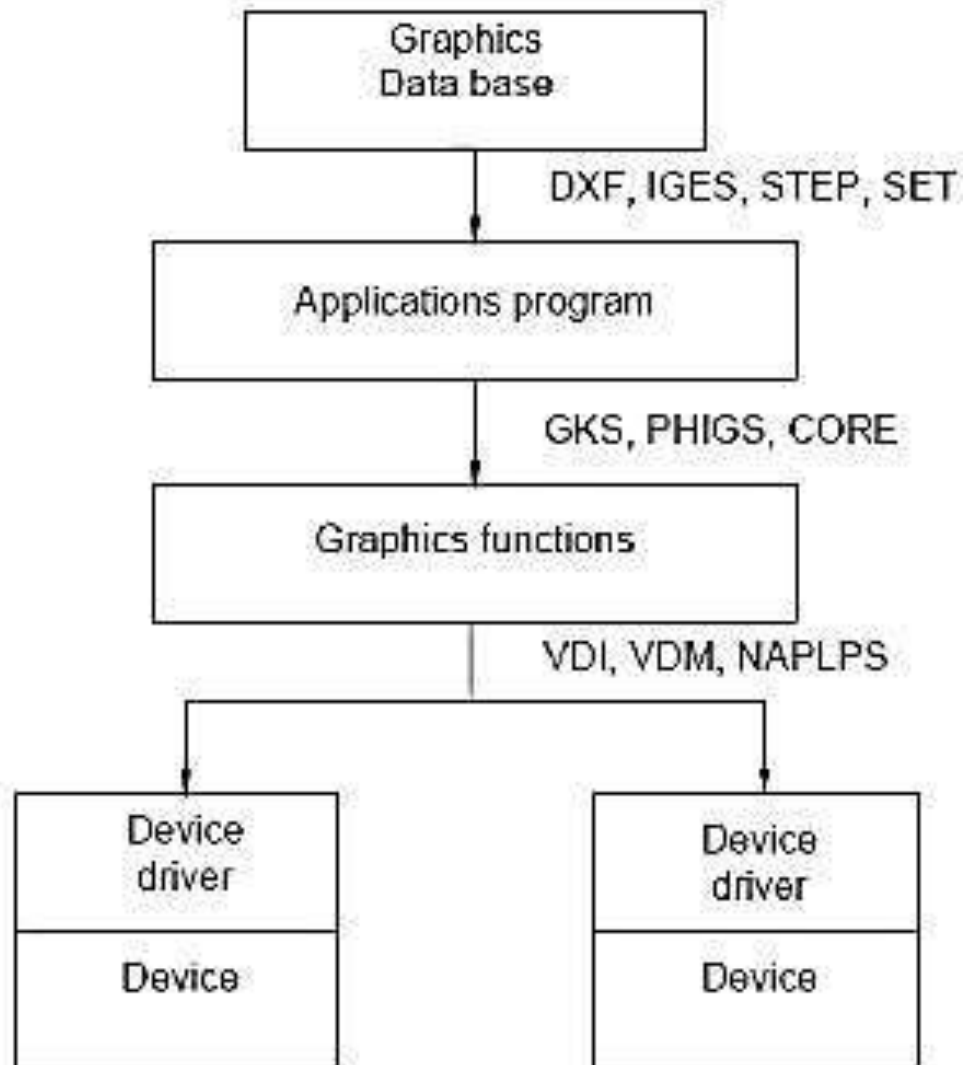 Graphics
Data base
DXF, IGES, STEP, SET
Applications program
GKS, PHIGS, CORE
Graphics functions
VDI, VDM, NAPLPS
Device
driver
Device
Device
driver
Device